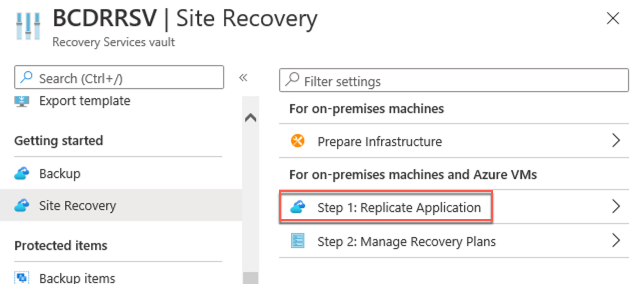 BCDRRSV | Site Recovery
Recovery Services vault
Search (Ctrl+/)
Export template
Getting started
Backup
Site Recovery
Protected items
Backup items
Filter settings
For on-premises machines
Prepare Infrastructure
For on-premises machines and Azure VMs
Step 1: Replicate Application
Step 2: Manage Recovery Plans